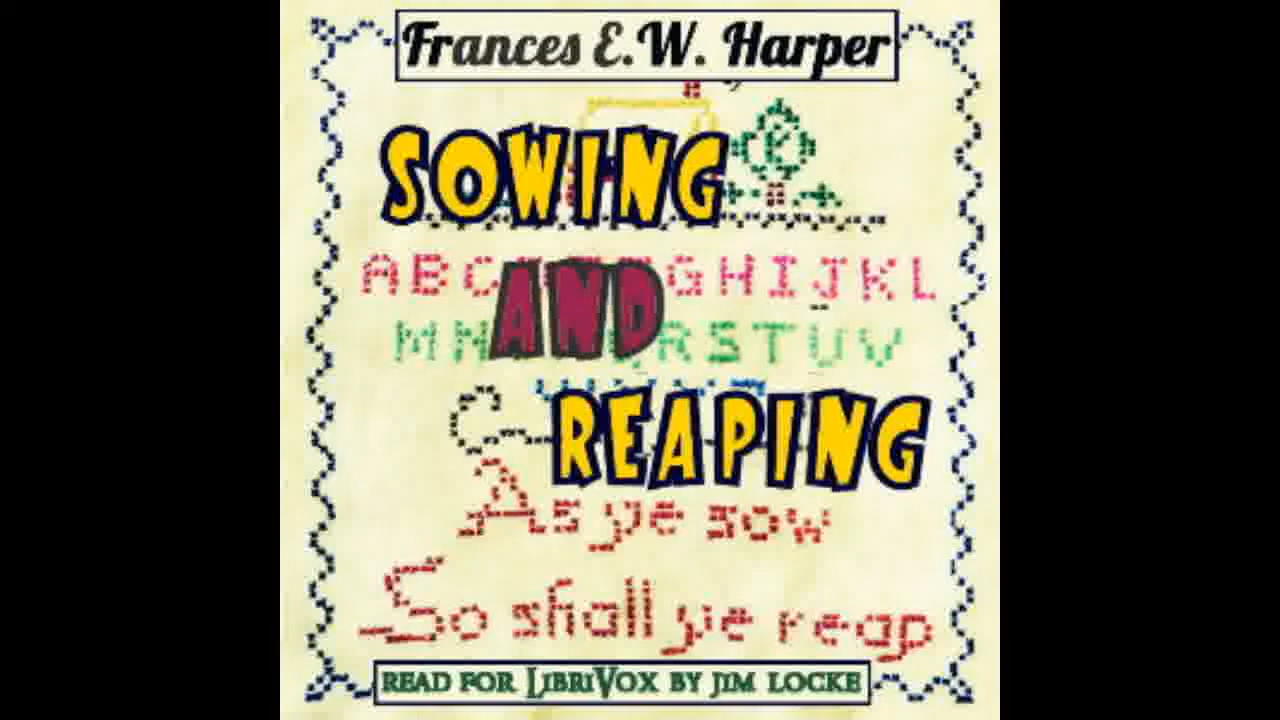 Frances E.W. Harper
SOWING
ABC GHIJKL
AND
MN RSTUV
REAPING
As ye sow
So shall ye reap
READ FOR LIBRIVOX BY JIM LOCKE